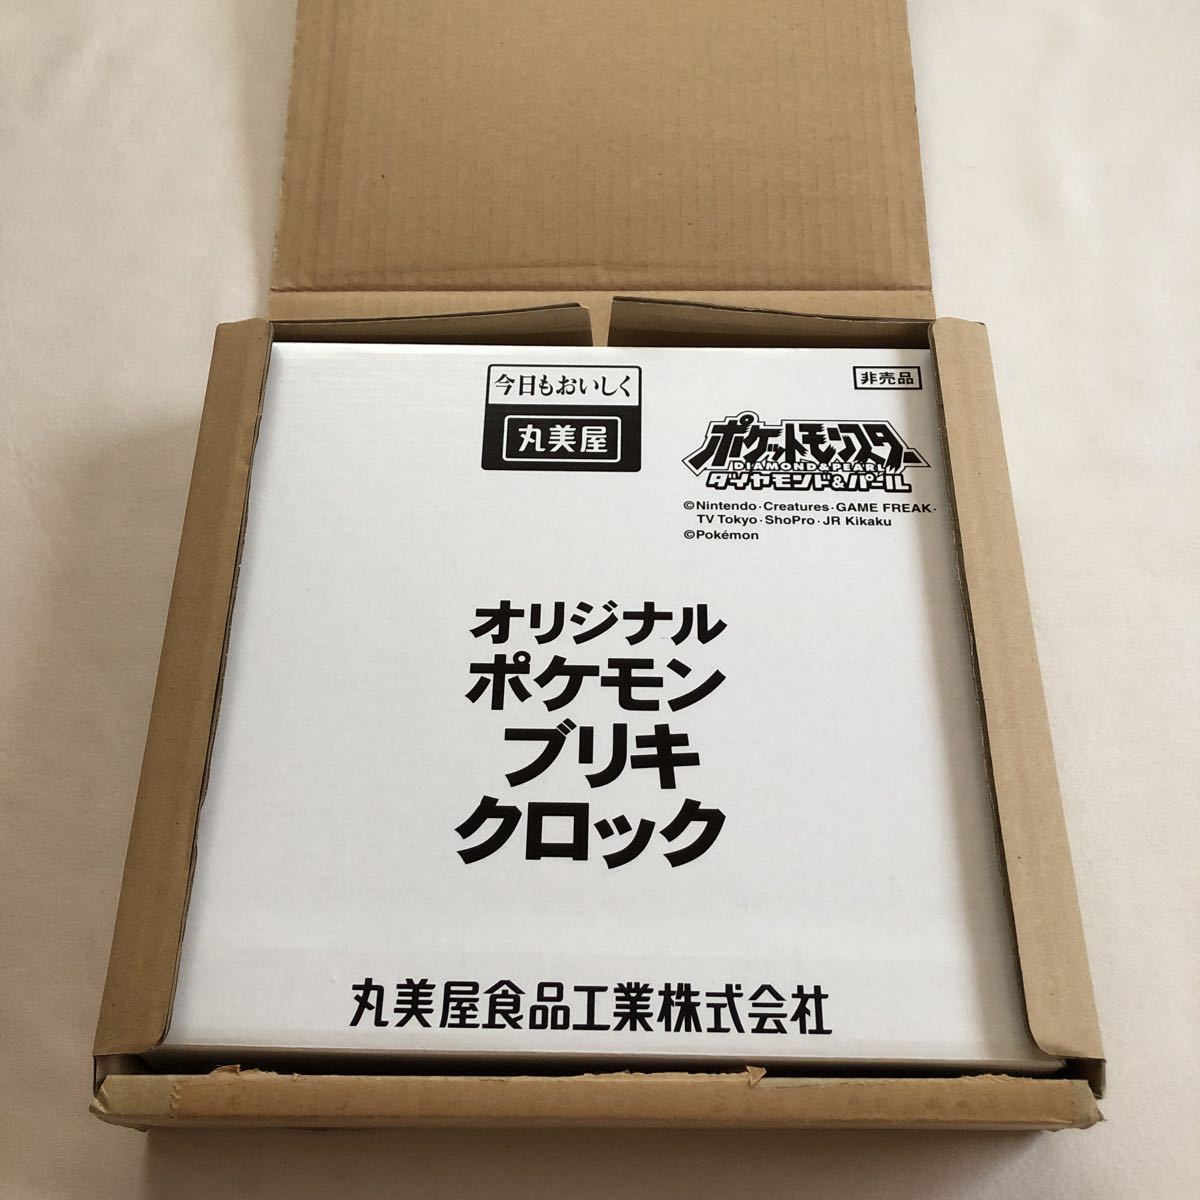 今日もおいしく
丸美屋
非売品
ポケットモンスター
DIAMOND&PEARL
ダイヤモンド&パール
©Nintendo・Creatures・GAME FREAK・
TV Tokyo・ShoPro・JR Kikaku
©Pokémon
オリジナル
ポケモン
ブリキ
クロック
丸美屋食品工業株式会社